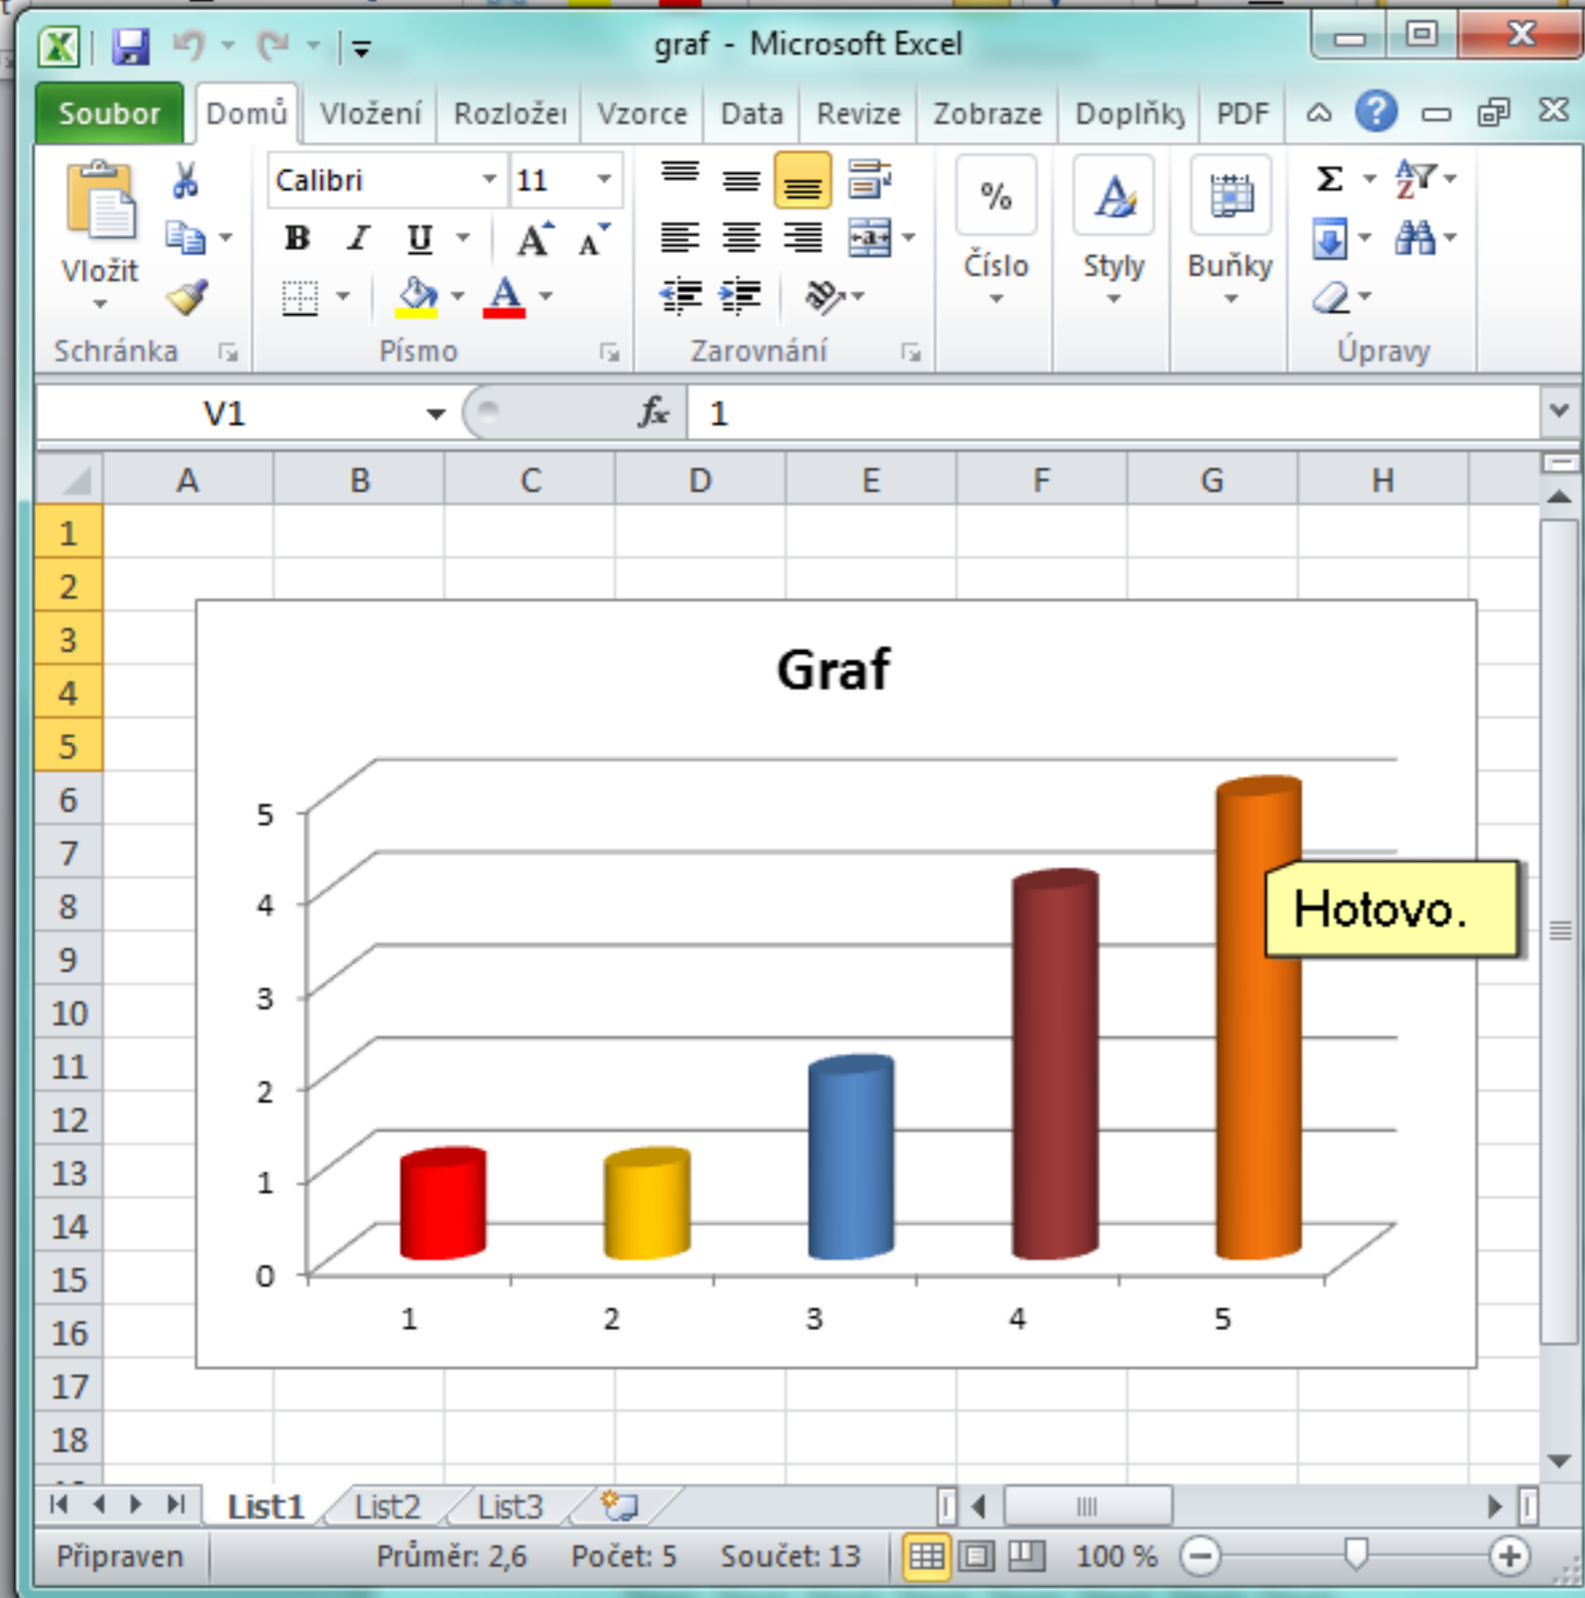 graf - Microsoft Excel
Soubor Domů Vložení Rozložei Vzorce Data Revize Zobraze Doplňky PDF
Calibri 11
Vložit
Číslo Styly Buňky
Schránka Písmo Zarovnání Úpravy
V1 fx 1
A B C D E F G H
1
2
3
4
5
6
7
8
9
10
11
12
13
14
15
16
17
18
Graf
5
4
3
2
1
0
1 2 3 4 5
Hotovo.
List1 List2 List3
Připraven Průměr: 2,6 Počet: 5 Součet: 13 100 %